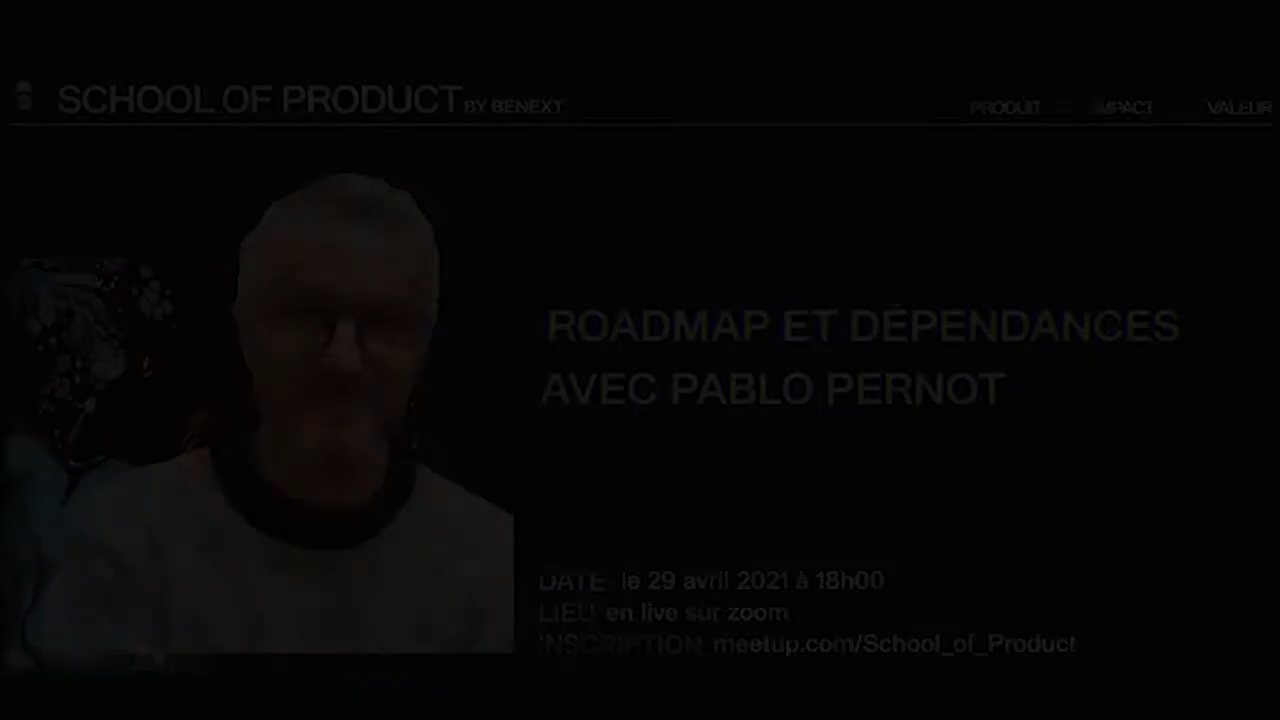 SCHOOL OF PRODUCT BY BENEXT
PRODUIT IMPACT VALEUR
ROADMAP ET DÉPENDANCES
AVEC PABLO PERNOT
DATE le 29 avril 2021 à 18h00
LIEU en live sur zoom
INSCRIPTION meetup.com/School_of_Product